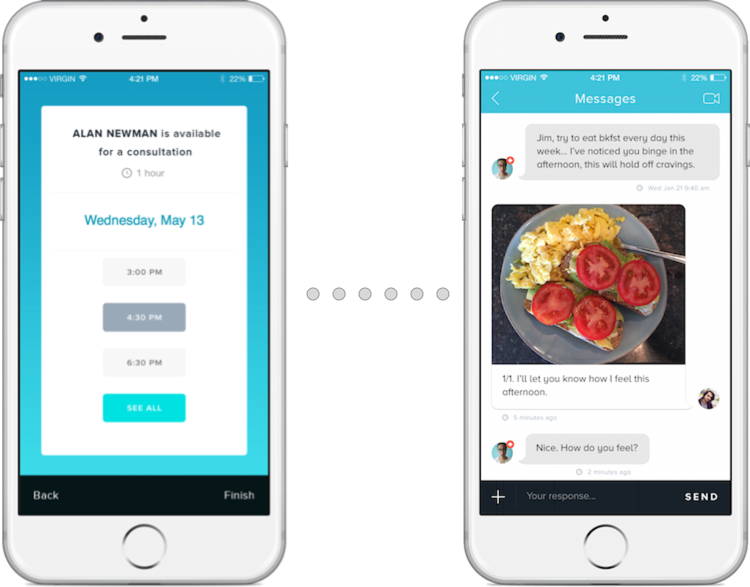 ●●●○○ VIRGIN 4:21 PM 22%
ALAN NEWMAN is available
for a consultation
1 hour
Wednesday, May 13
3:00 PM
4:30 PM
6:30 PM
SEE ALL
Back Finish
●●●○○ VIRGIN 4:21 PM 22%
Messages
Jim, try to eat bkfst every day this
week... I've noticed you binge in the
afternoon, this will hold off cravings.
Wed Jan 21 9:40 am
1/1. I'll let you know how I feel this
afternoon.
5 minutes ago
Nice. How do you feel?
2 minutes ago
+ Your response... SEND